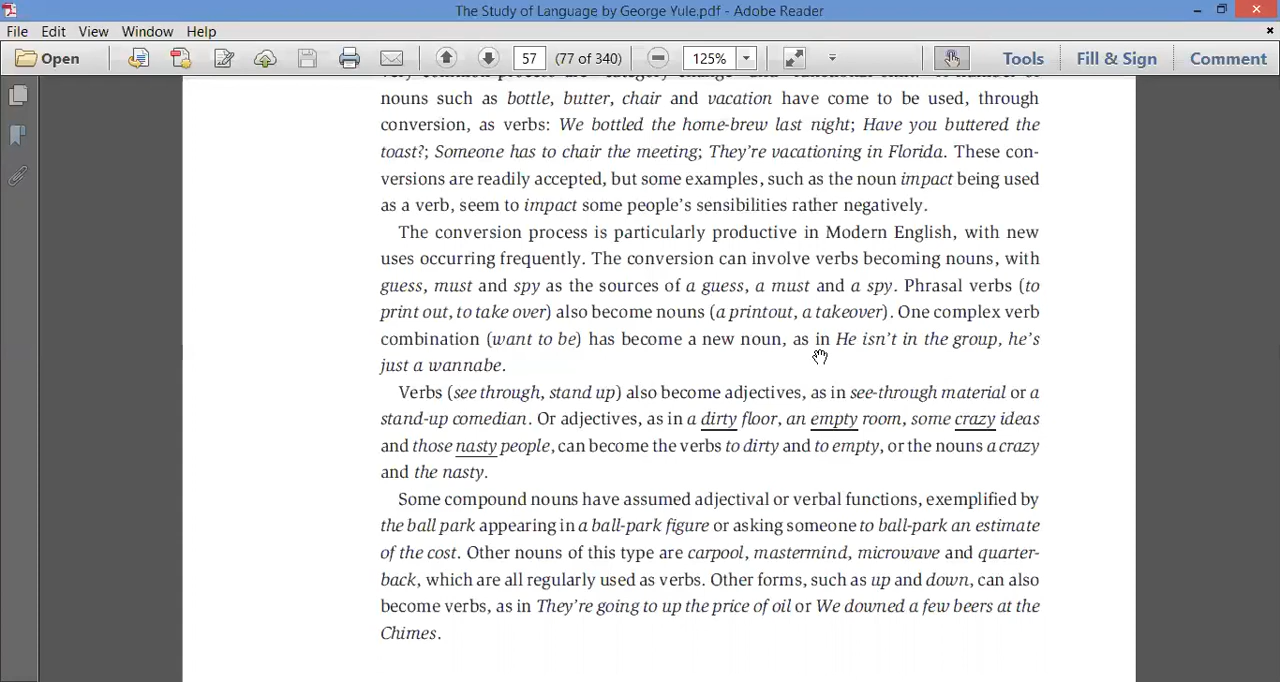 The Study of Language by George Yule.pdf - Adobe Reader
File Edit View Window Help
Open 57 (77 of 340) 125% Tools Fill & Sign Comment
nouns such as bottle, butter, chair and vacation have come to be used, through
conversion, as verbs: We bottled the home-brew last night; Have you buttered the
toast?; Someone has to chair the meeting; They're vacationing in Florida. These con-
versions are readily accepted, but some examples, such as the noun impact being used
as a verb, seem to impact some people's sensibilities rather negatively.
The conversion process is particularly productive in Modern English, with new
uses occurring frequently. The conversion can involve verbs becoming nouns, with
guess, must and spy as the sources of a guess, a must and a spy. Phrasal verbs (to
print out, to take over) also become nouns (a printout, a takeover). One complex verb
combination (want to be) has become a new noun, as in He isn't in the group, he's
just a wannabe.
Verbs (see through, stand up) also become adjectives, as in see-through material or a
stand-up comedian. Or adjectives, as in a dirty floor, an empty room, some crazy ideas
and those nasty people, can become the verbs to dirty and to empty, or the nouns a crazy
and the nasty.
Some compound nouns have assumed adjectival or verbal functions, exemplified by
the ball park appearing in a ball-park figure or asking someone to ball-park an estimate
of the cost. Other nouns of this type are carpool, mastermind, microwave and quarter-
back, which are all regularly used as verbs. Other forms, such as up and down, can also
become verbs, as in They're going to up the price of oil or We downed a few beers at the
Chimes.